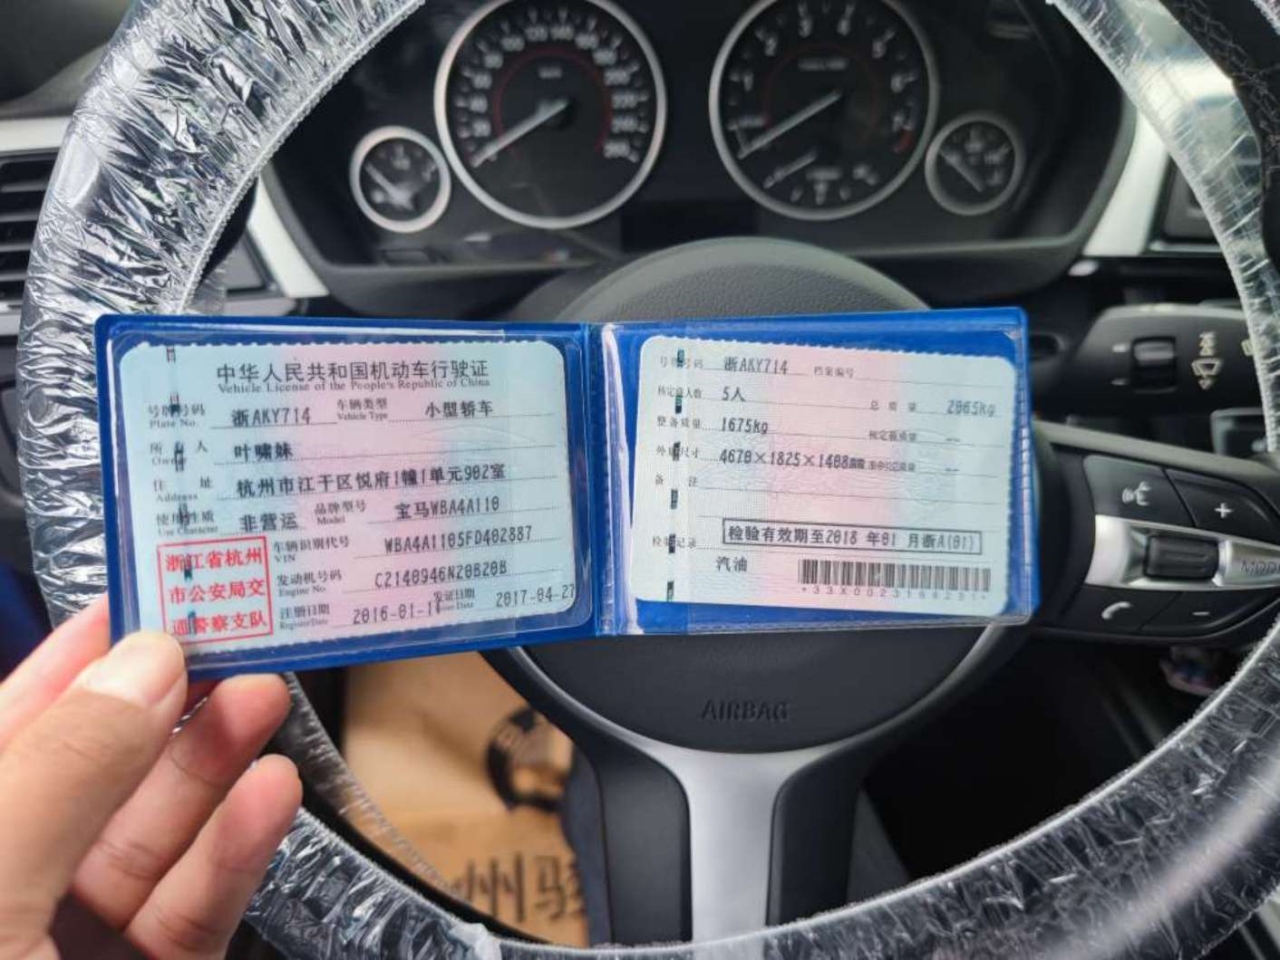 中华人民共和国机动车行驶证
Vehicle License of the People's Republic of China
号牌号码 浙AKY714 车辆类型 小型轿车
Plate No. Vehicle Type
所有人 叶啸妹
住址 杭州市江干区悦府1幢1单元902室
Address
使用性质 非营运 品牌型号 宝马WBA4A110
Use Character Model
浙江省杭州
市公安局交
通警察支队
车辆识别代号 WBA4A1105FD402887
VIN
发动机号码 C2140946N20B20B
Engine No.
注册日期 2016-01-1 发证日期 2017-04-27
Register Date Issue Date
号牌号码 浙AKY714 档案编号
核定载人数 5人 总质量 2065kg
整备质量 1675kg 核定载质量 --
外廓尺寸 4670×1825×1408mm 准牵引总质量 --
备注
检验记录 检验有效期至2018 年01 月浙A(01)
汽油
AIRBAG
MODE
州